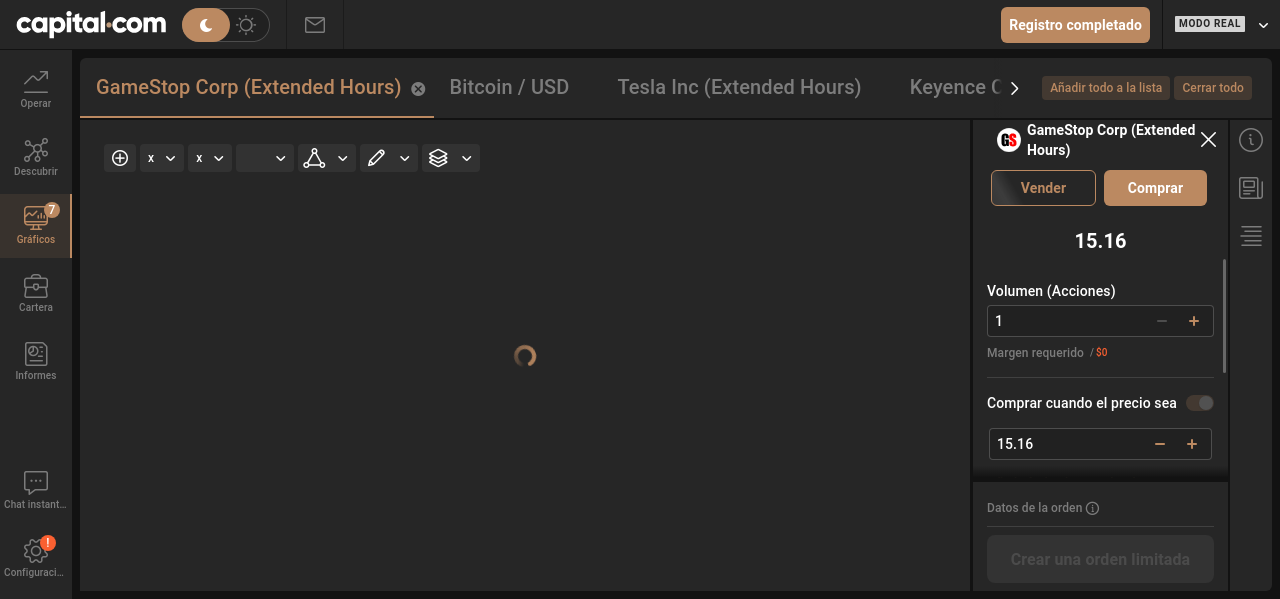 capital.com
Registro completado
MODO REAL
Operar
Descubrir
7
Gráficos
Cartera
Informes
Chat instant...
!
Configuraci...
GameStop Corp (Extended Hours)
Bitcoin / USD
Tesla Inc (Extended Hours)
Keyence C
Añadir todo a la lista
Cerrar todo
x
x
GS
GameStop Corp (Extended
Hours)
Vender
Comprar
15.16
Volumen (Acciones)
1
Margen requerido / $0
Comprar cuando el precio sea
15.16
Datos de la orden
Crear una orden limitada